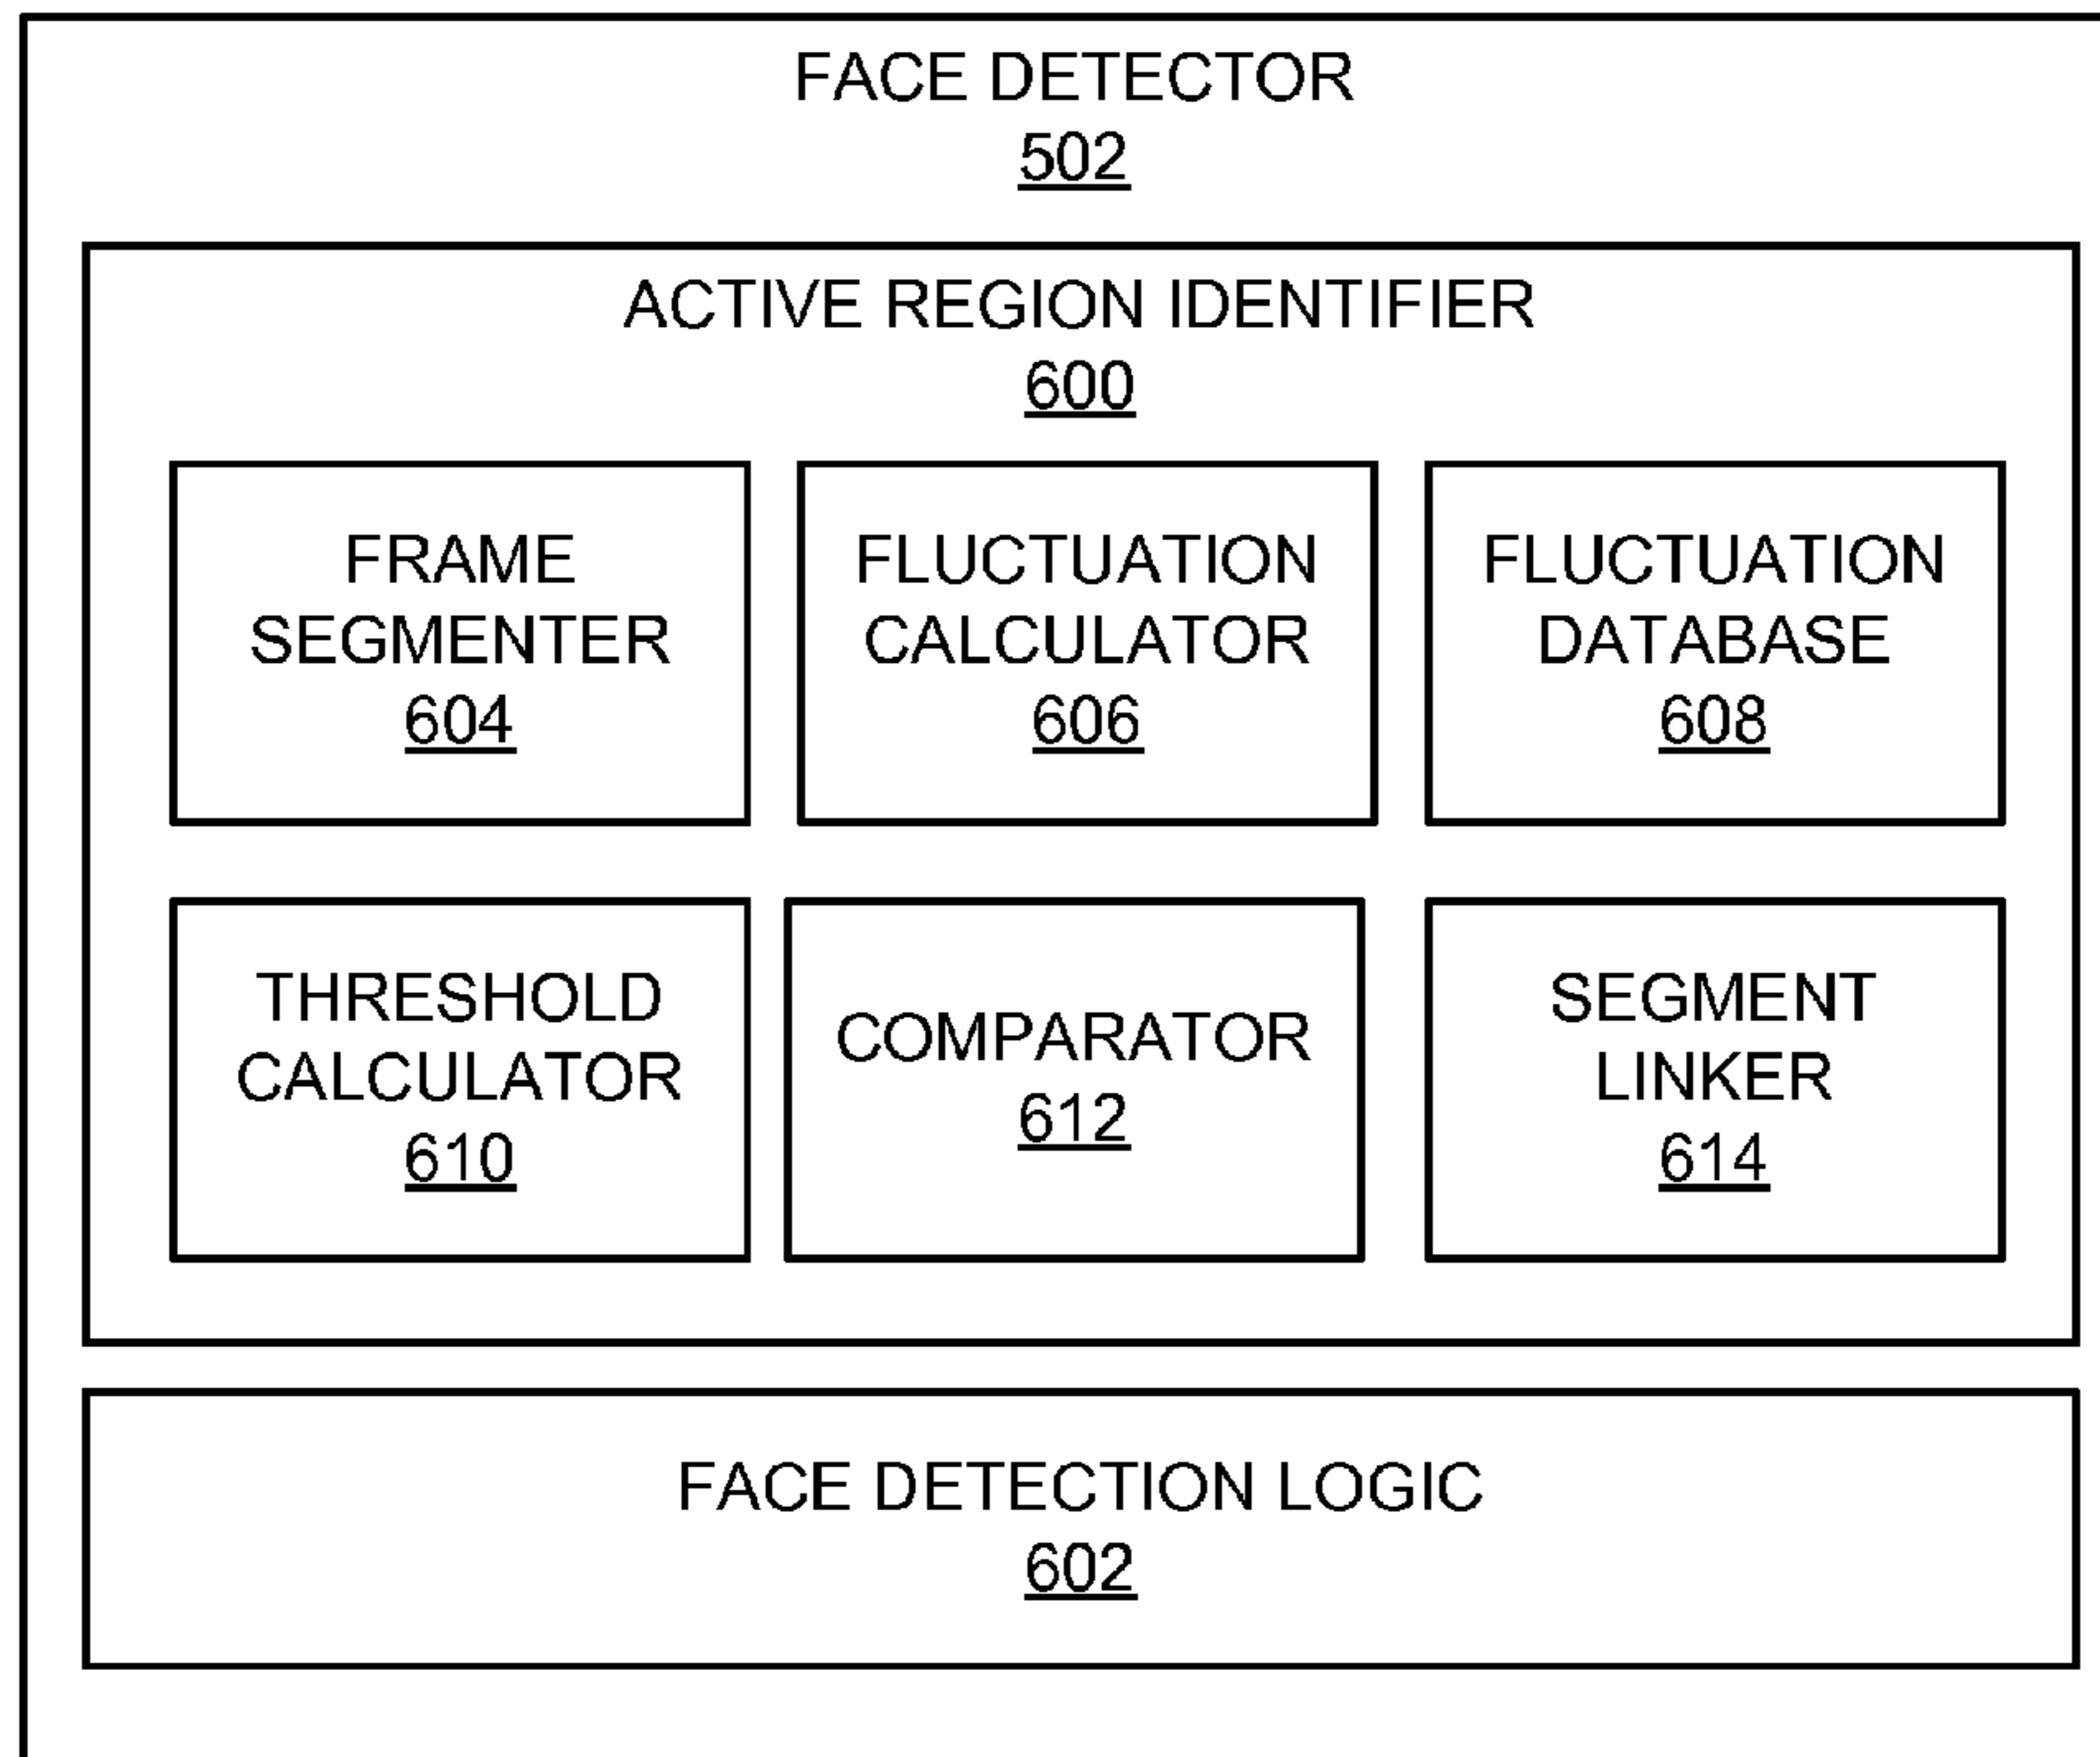 FACE DETECTOR
502
ACTIVE REGION IDENTIFIER
600
FRAME
SEGMENTER
604
FLUCTUATION
CALCULATOR
606
FLUCTUATION
DATABASE
608
THRESHOLD
CALCULATOR
610
COMPARATOR
612
SEGMENT
LINKER
614
FACE DETECTION LOGIC
602